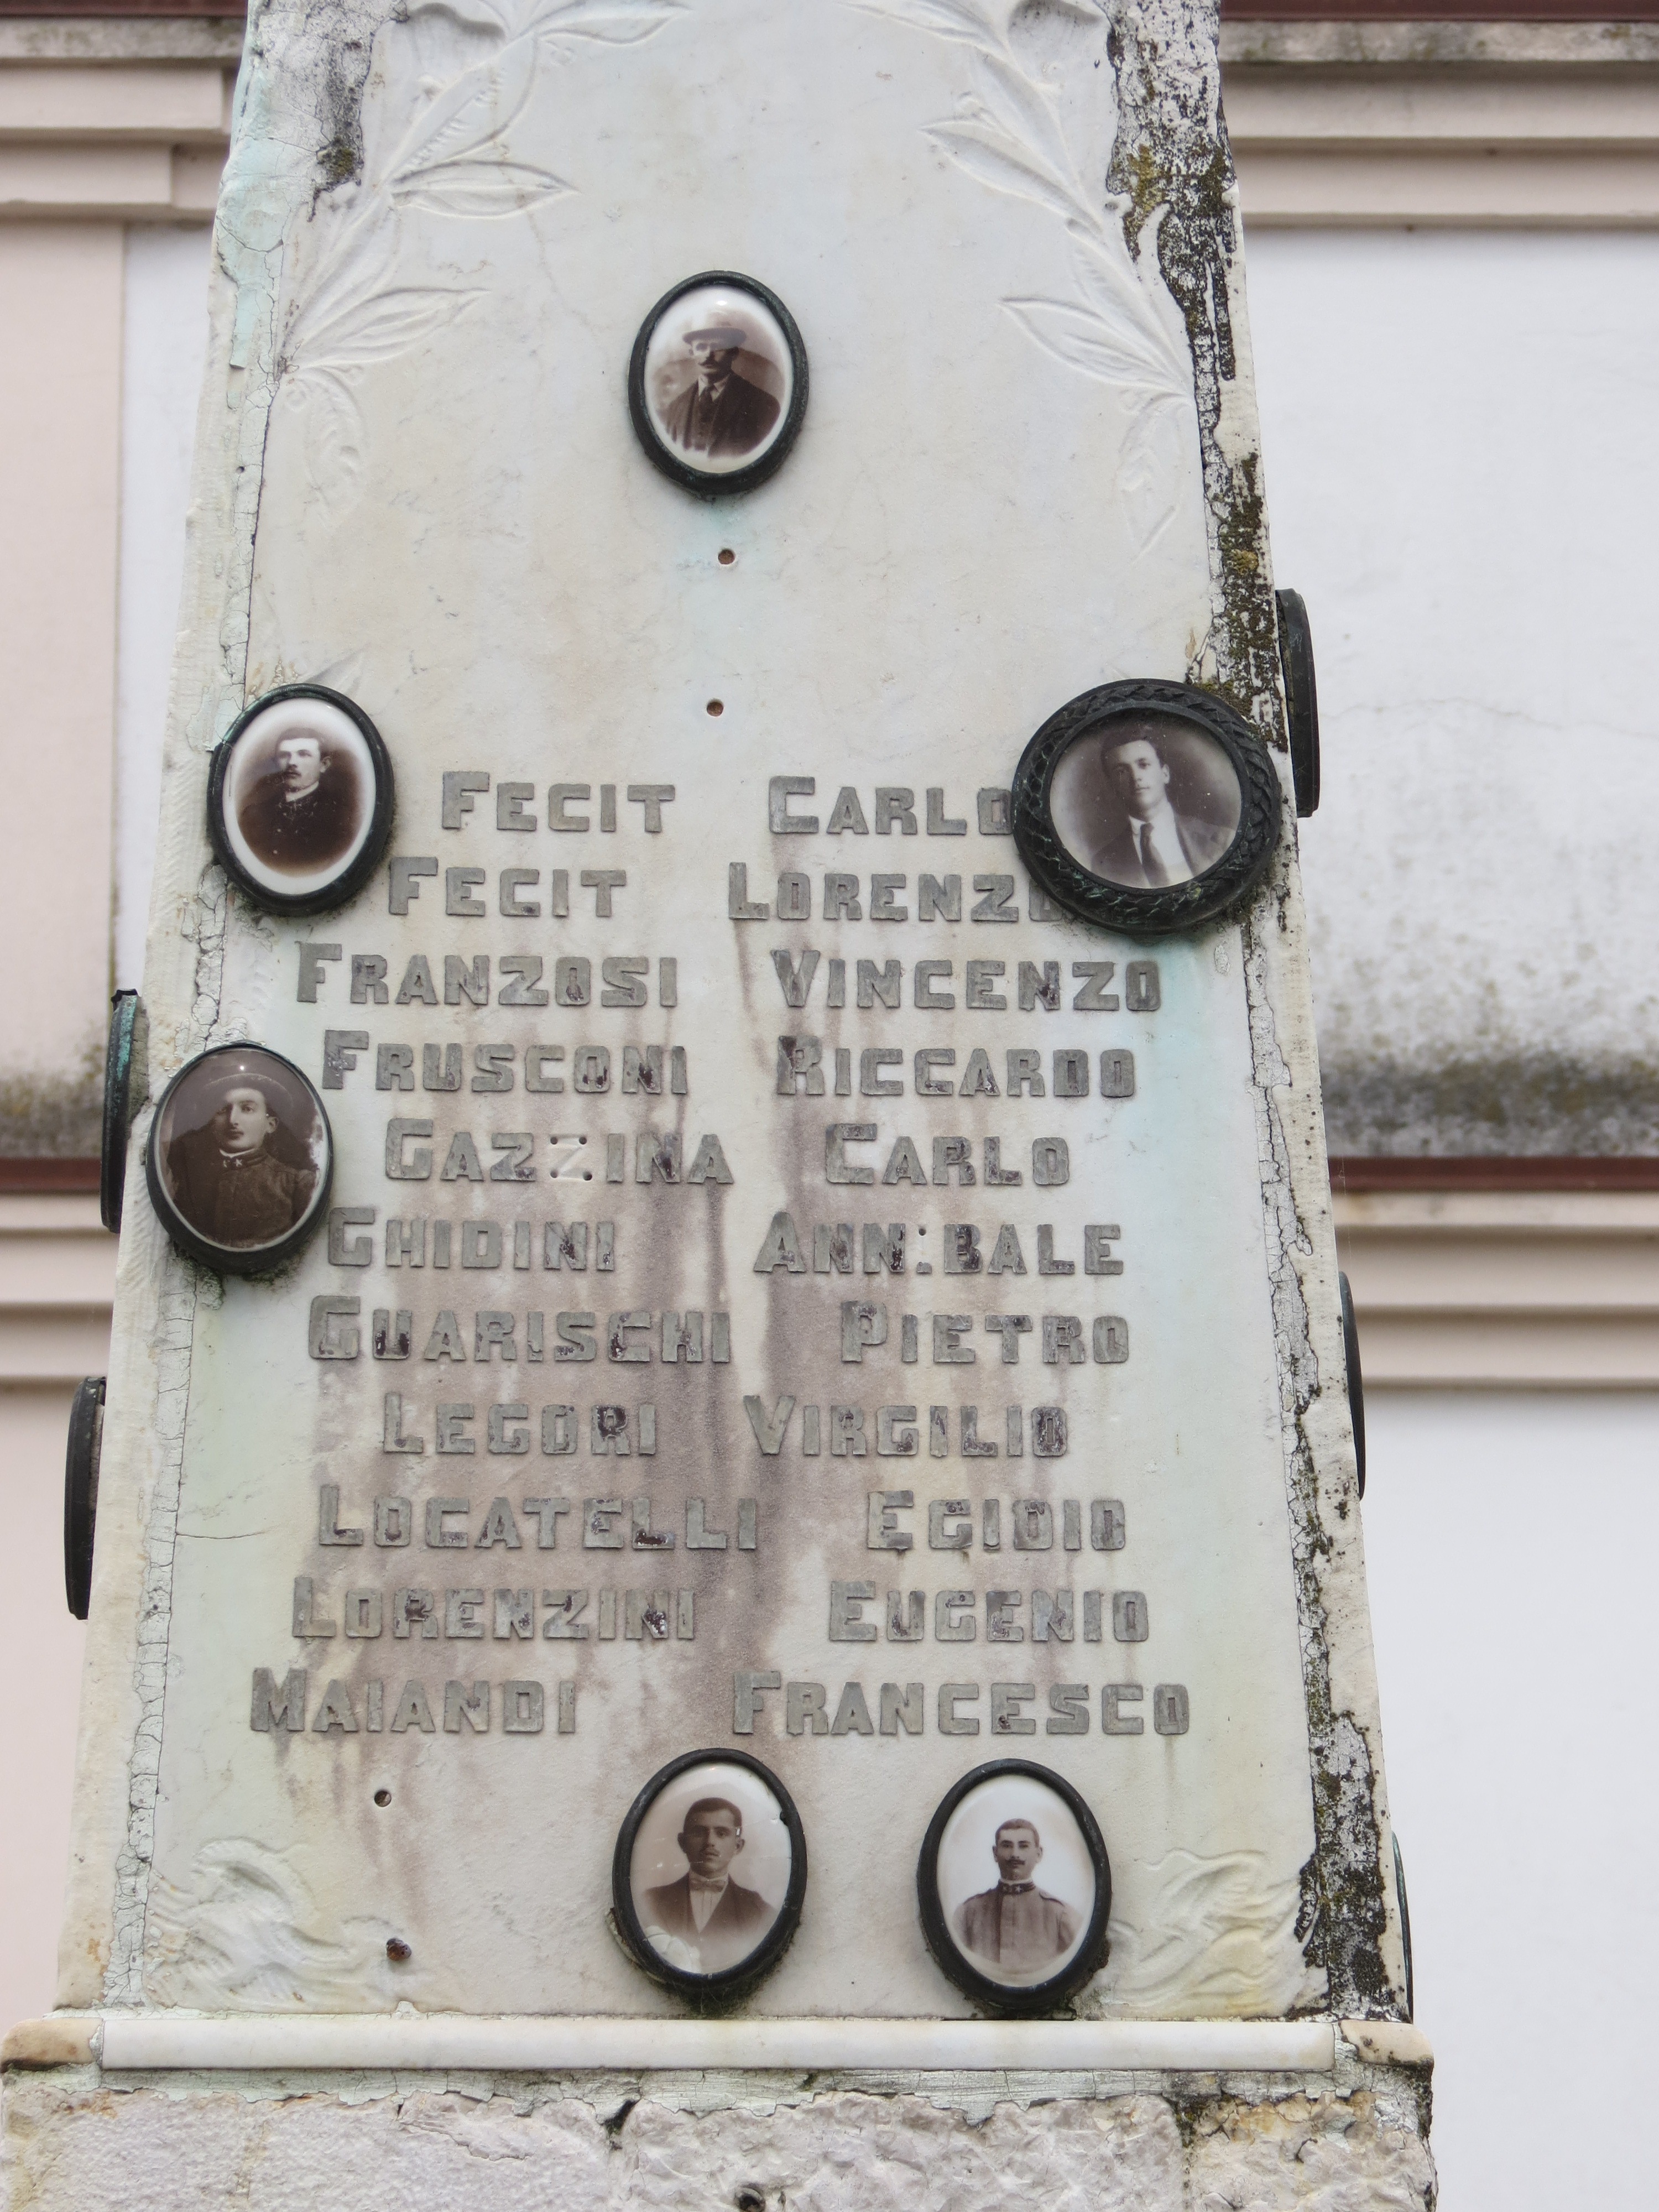 FECIT CARLO
FECIT LORENZO
FRANZOSI VINCENZO
FRUSCONI RICCARDO
GAZZINA CARLO
GHIDINI ANNIBALE
GUARISCHI PIETRO
LEGORI VIRGILIO
LOCATELLI EGIDIO
LORENZINI EUGENIO
MAIANDI FRANCESCO